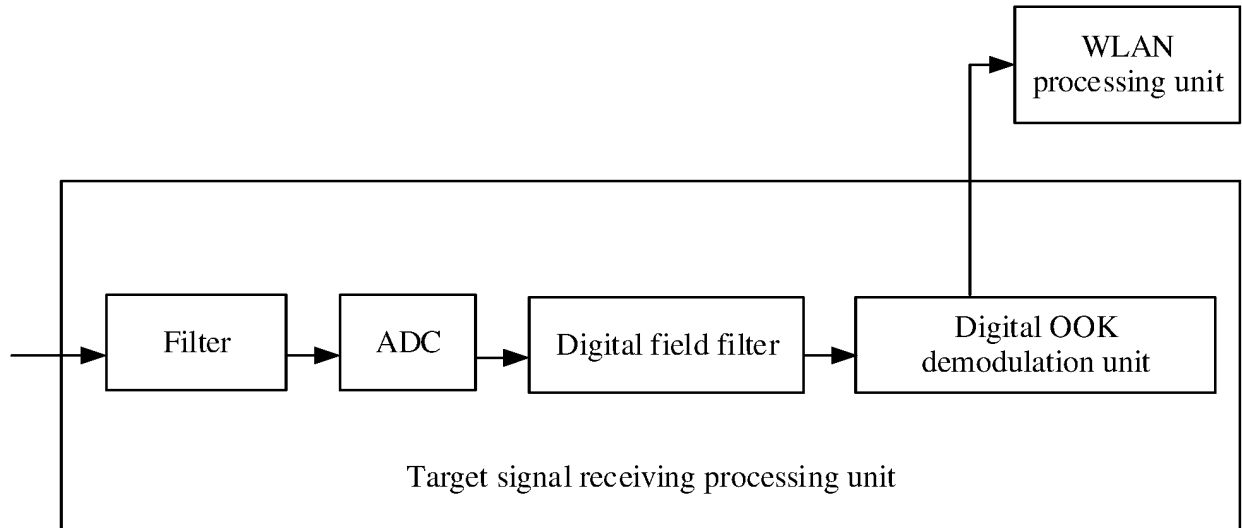 WLAN
processing unit
Filter
ADC
Digital field filter
Digital OOK
demodulation unit
Target signal receiving processing unit